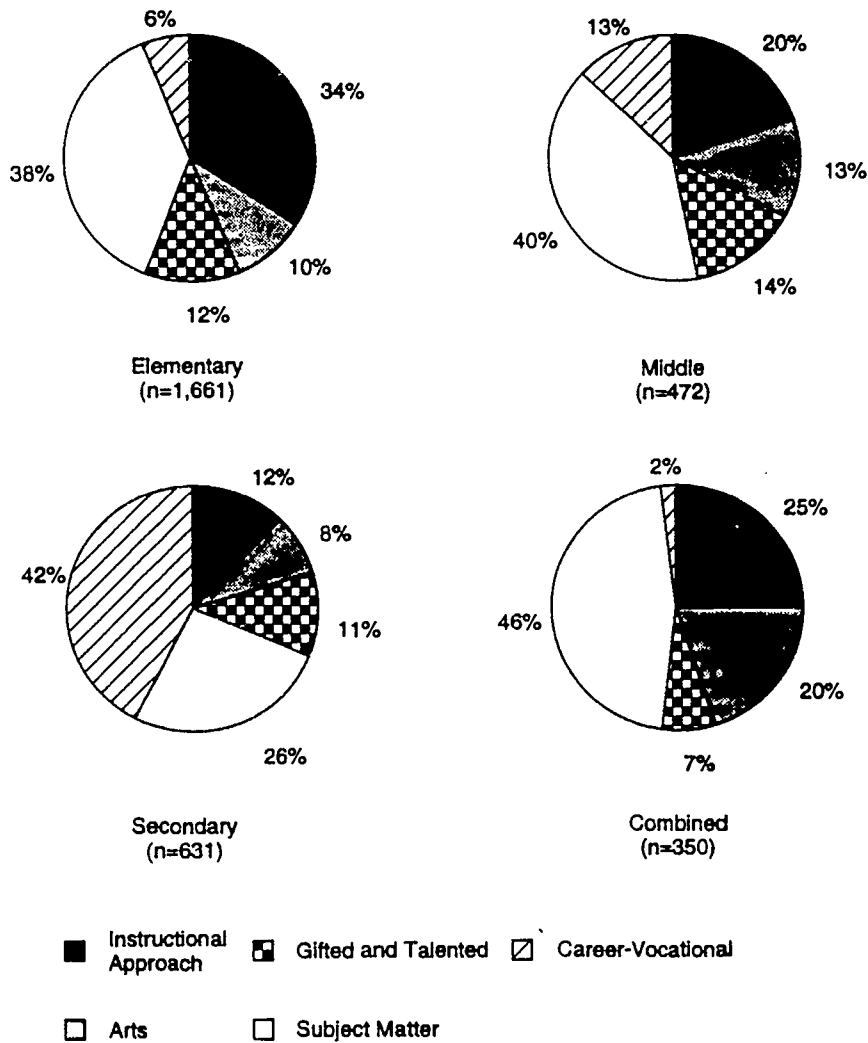 6%
34%
38%
10%
12%
Elementary
(n=1,661)
13%
20%
13%
40%
14%
Middle
(n=472)
12%
8%
42%
11%
26%
Secondary
(n=631)
2%
25%
46%
20%
7%
Combined
(n=350)
Instructional Approach
Gifted and Talented
Career-Vocational
Arts
Subject Matter